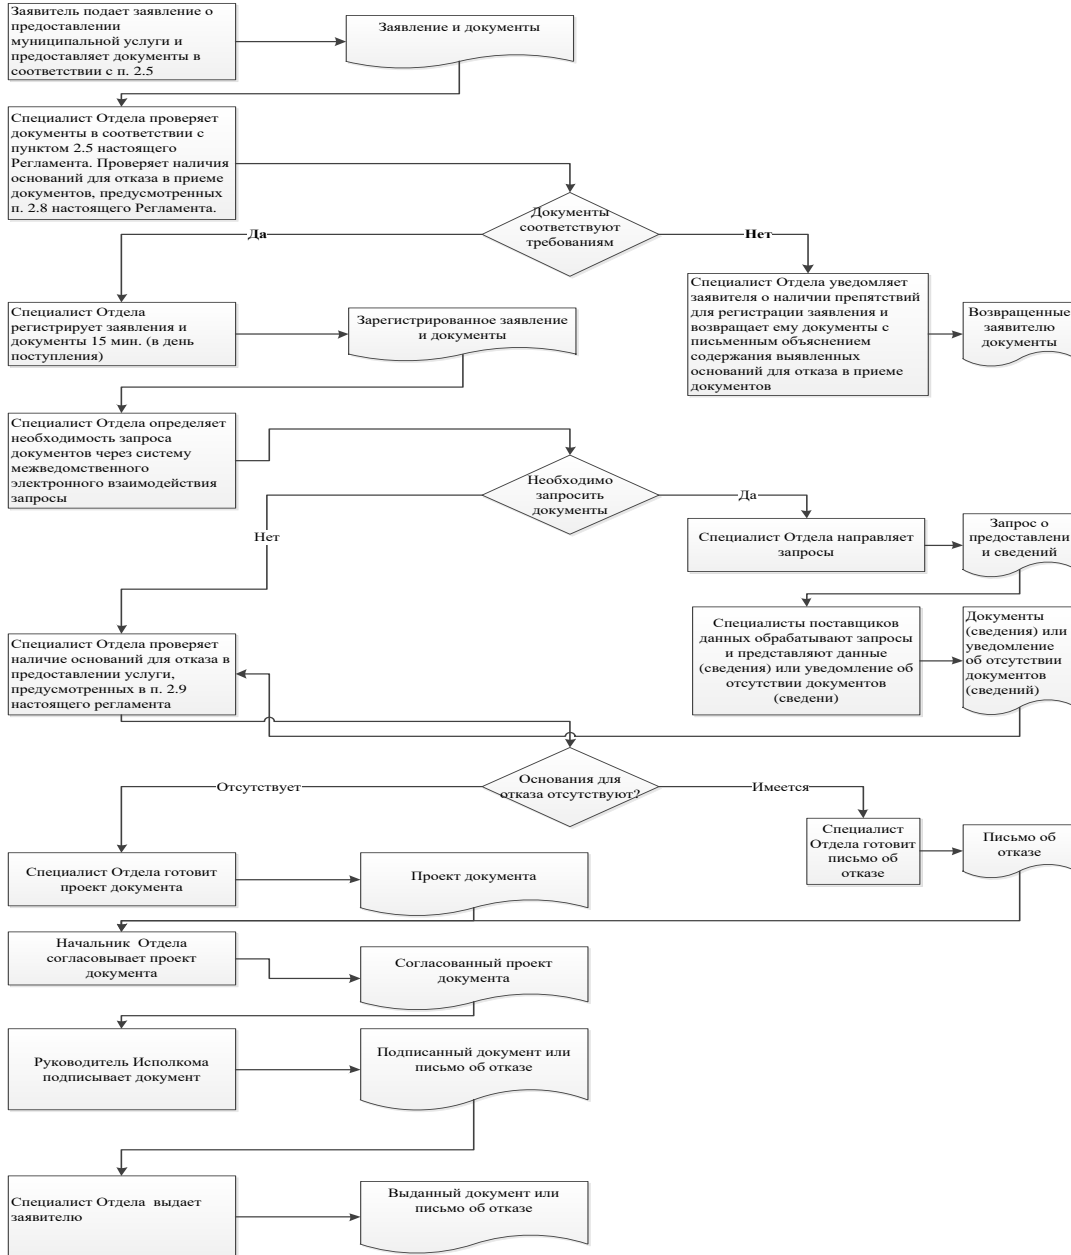 Заявитель подает заявление о
предоставлении
муниципальной услуги и
предоставляет документы в
соответствии с п. 2.5
Заявление и документы
Специалист Отдела проверяет
документы в соответствии с
пунктом 2.5 настоящего
Регламента. Проверяет наличия
оснований для отказа в приеме
документов, предусмотренных
п. 2.8 настоящего Регламента.
Документы
соответствуют
требованиям
Да
Нет
Специалист Отдела
регистрирует заявления и
документы 15 мин. (в день
поступления)
Зарегистрированное заявление
и документы
Специалист Отдела уведомляет
заявителя о наличии препятствий
для регистрации заявления и
возвращает ему документы с
письменным объяснением
содержания выявленных
оснований для отказа в приеме
документов
Возвращенные
заявителю
документы
Специалист Отдела определяет
необходимость запроса
документов через систему
межведомственного
электронного взаимодействия
запросы
Необходимо
запросить
документы
Да
Нет
Специалист Отдела направляет
запросы
Запрос о
предоставлени
и сведений
Специалисты поставщиков
данных обрабатывают запросы
и представляют данные
(сведения) или уведомление об
отсутствии документов
(сведени)
Документы
(сведения) или
уведомление
об отсутствии
документов
(сведений)
Специалист Отдела проверяет
наличие оснований для отказа в
предоставлении услуги,
предусмотренных в п. 2.9
настоящего регламента
Основания для
отказа отсутствуют?
Отсутствует
Имеется
Специалист
Отдела готовит
письмо об
отказе
Письмо об
отказе
Специалист Отдела готовит
проект документа
Проект документа
Начальник Отдела
согласовывает проект
документа
Согласованный проект
документа
Руководитель Исполкома
подписывает документ
Подписанный документ или
письмо об отказе
Специалист Отдела выдает
заявителю
Выданный документ или
письмо об отказе